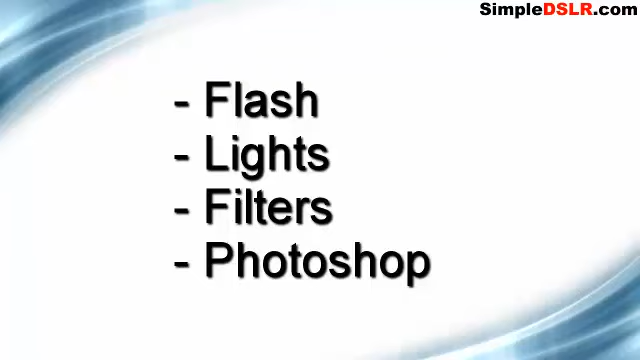 SimpleDSLR.com
- Flash
- Lights
- Filters
- Photoshop